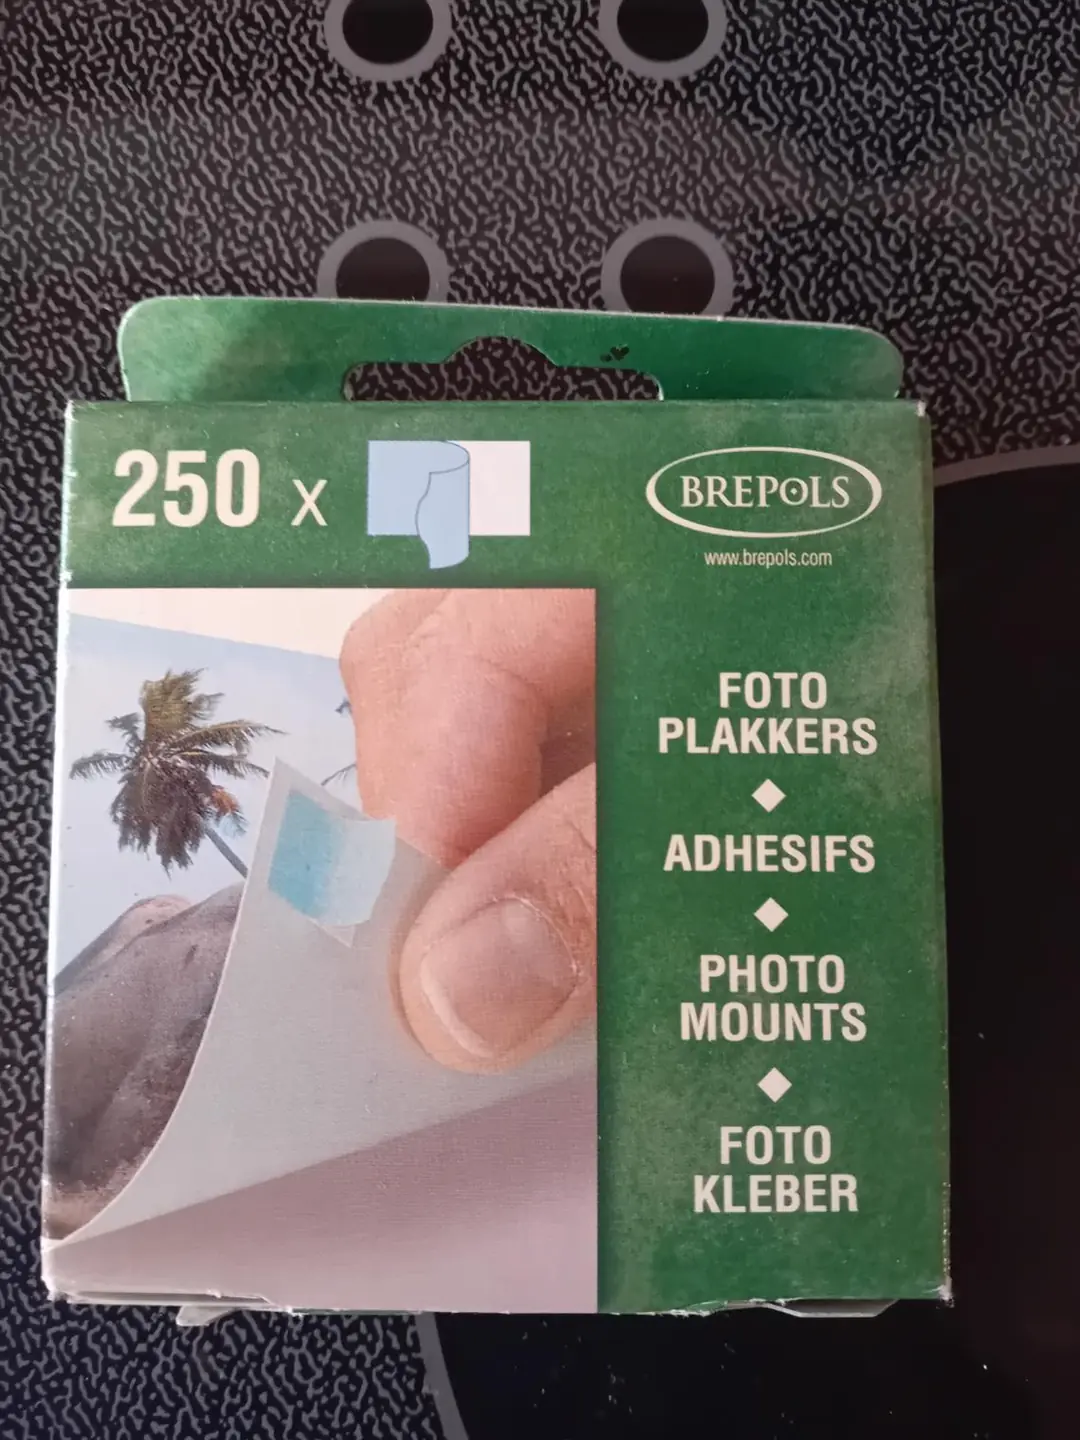 250 x
BREPOLS
www.brepols.com
FOTO
PLAKKERS
ADHESIFS
PHOTO
MOUNTS
FOTO
KLEBER